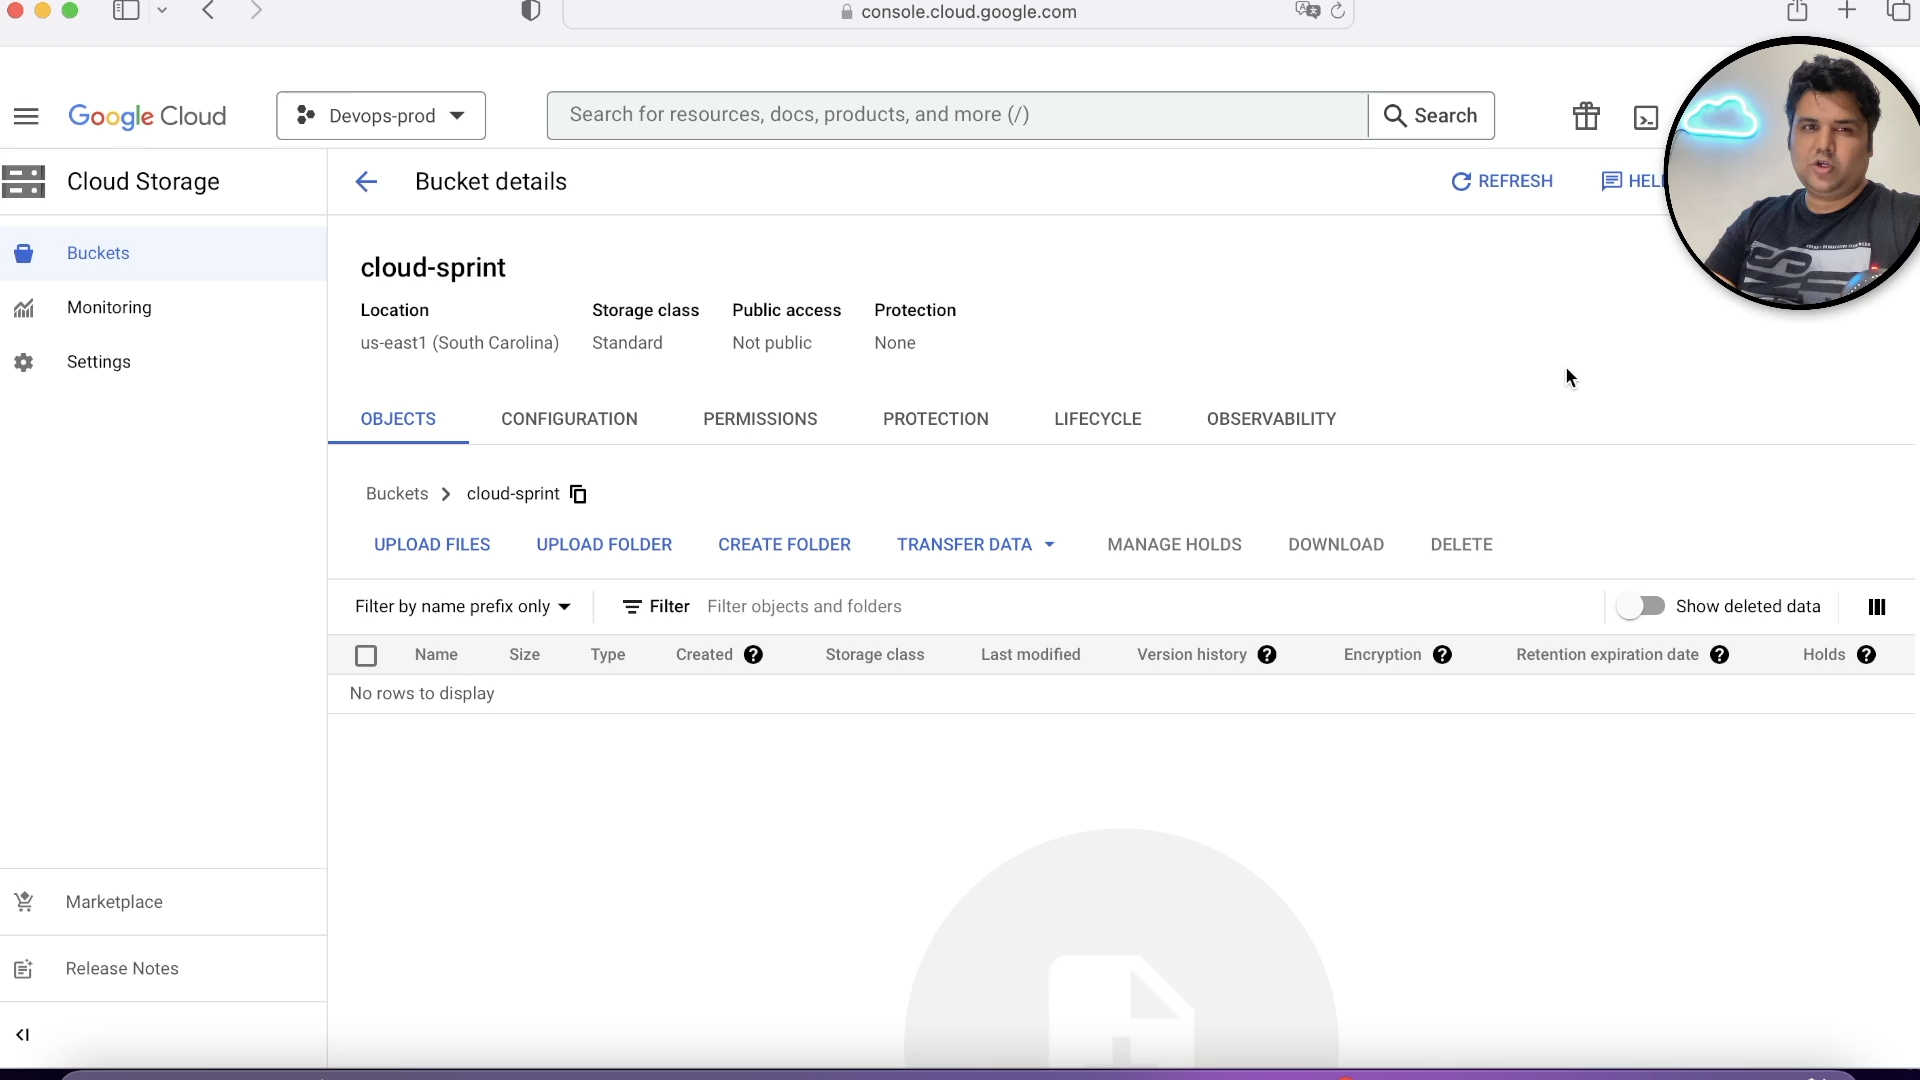 console.cloud.google.com
Google Cloud
Devops-prod
Search for resources, docs, products, and more (/)
Search
Cloud Storage
Bucket details
REFRESH
Buckets
Monitoring
Settings
cloud-sprint
Location Storage class Public access Protection
us-east1 (South Carolina) Standard Not public None
OBJECTS CONFIGURATION PERMISSIONS PROTECTION LIFECYCLE OBSERVABILITY
Buckets cloud-sprint
UPLOAD FILES UPLOAD FOLDER CREATE FOLDER TRANSFER DATA MANAGE HOLDS DOWNLOAD DELETE
Filter by name prefix only Filter Filter objects and folders Show deleted data
Name Size Type Created Storage class Last modified Version history Encryption Retention expiration date Holds
No rows to display
Marketplace
Release Notes